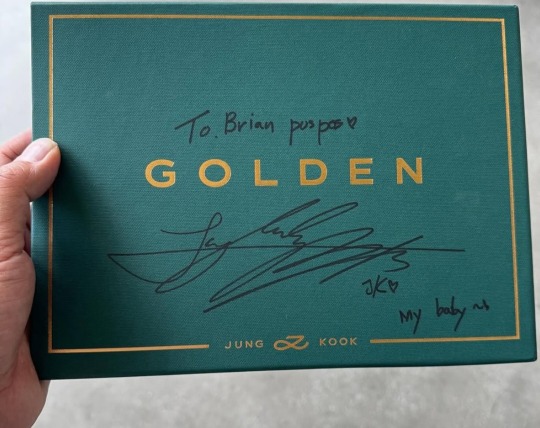 To. Brian puspos♡
GOLDEN
JK♡
My baby ~
JUNG KOOK